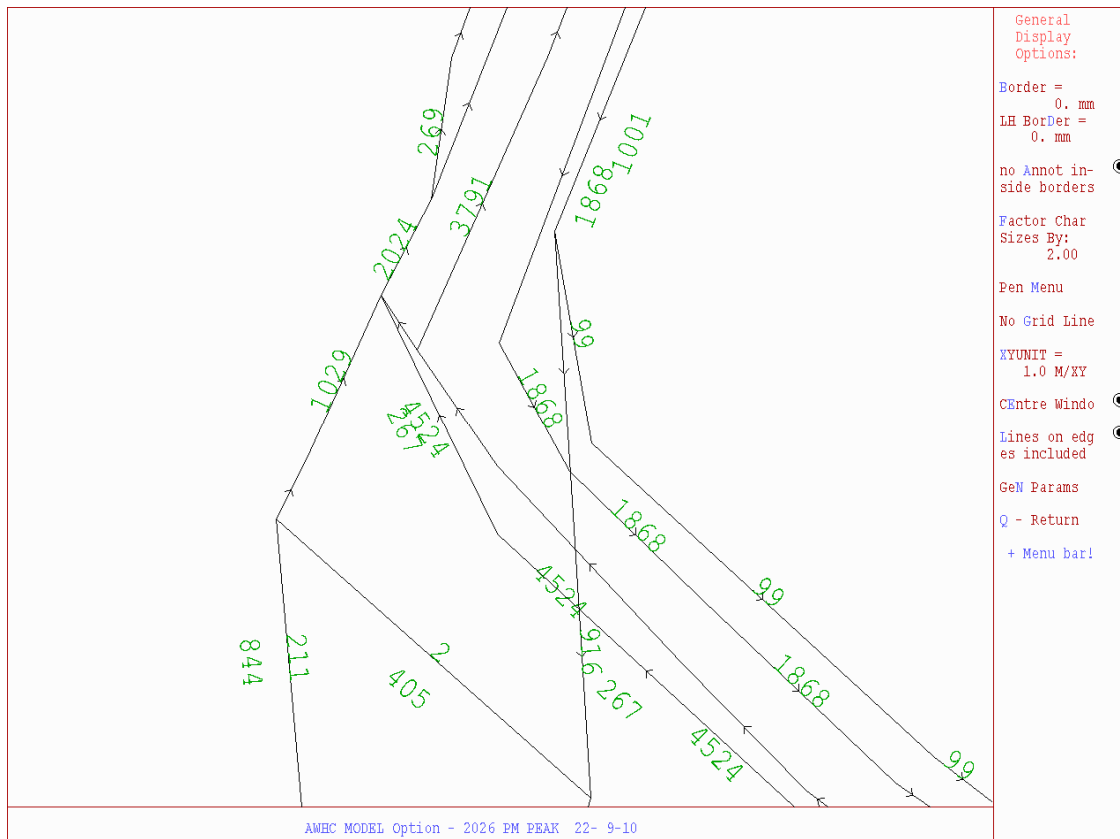 General
Display
Options:
Border =
0. mm
LH BorDer =
0. mm
no Annot in-
side borders
Factor Char
Sizes By:
2.00
Pen Menu
No Grid Line
XYUNIT =
1.0 M/XY
CEntre Windo
Lines on edg
es included
GeN Params
Q - Return
+ Menu bar!
269
1001
1868
3791
2024
99
1029
1868
4524
267
1868
4524
99
916
211
844
2
405
267
1868
4524
99
AWHC MODEL Option - 2026 PM PEAK 22- 9-10